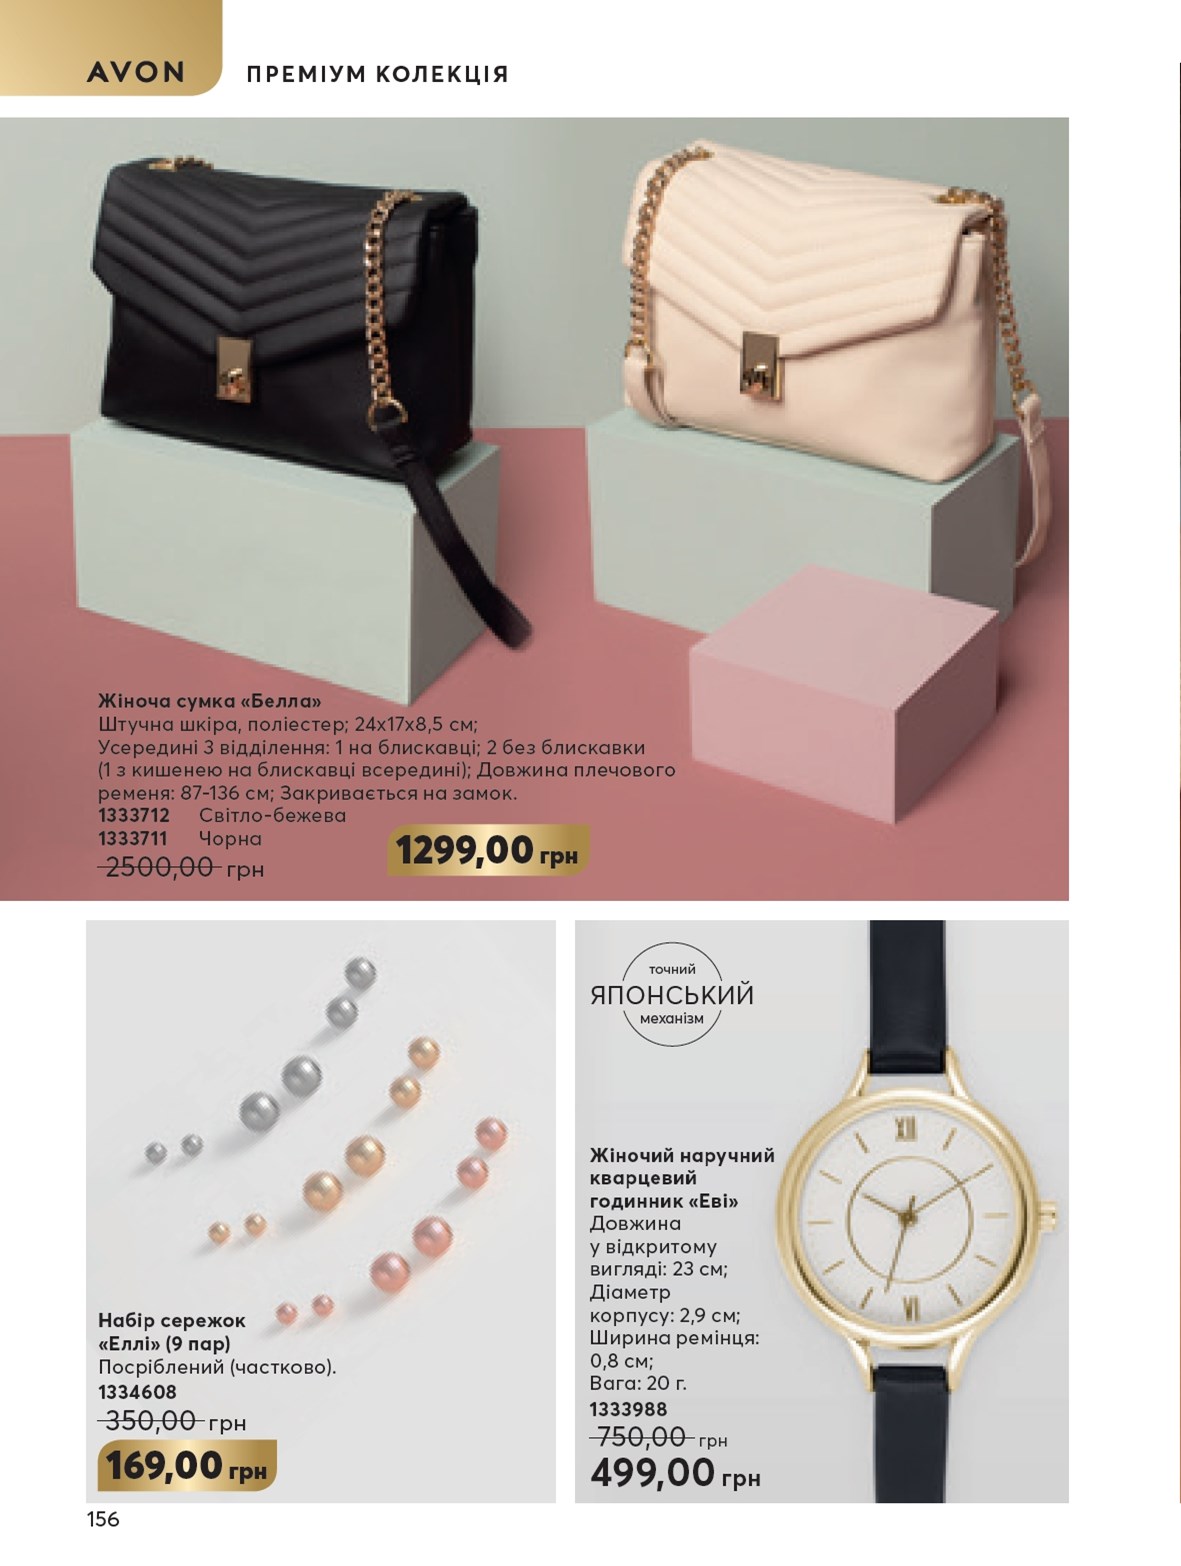 AVON
ПРЕМІУМ КОЛЕКЦІЯ
Жіноча сумка «Белла»
Штучна шкіра, поліестер; 24х17х8,5 см;
Усередині 3 відділення: 1 на блискавці; 2 без блискавки
(1 з кишенею на блискавці всередині); Довжина плечового
ременя: 87-136 см; Закривається на замок.
1333712 Світло-бежева
1333711 Чорна
2500,00 грн
1299,00 грн
Набір сережок
«Еллі» (9 пар)
Посріблений (частково).
1334608
350,00 грн
169,00 грн
точний
ЯПОНСЬКИЙ
механізм
Жіночий наручний
кварцевий
годинник «Еві»
Довжина
у відкритому
вигляді: 23 см;
Діаметр
корпусу: 2,9 см;
Ширина ремінця:
0,8 см;
Вага: 20 г.
1333988
750,00 грн
499,00 грн
XII
VI
156